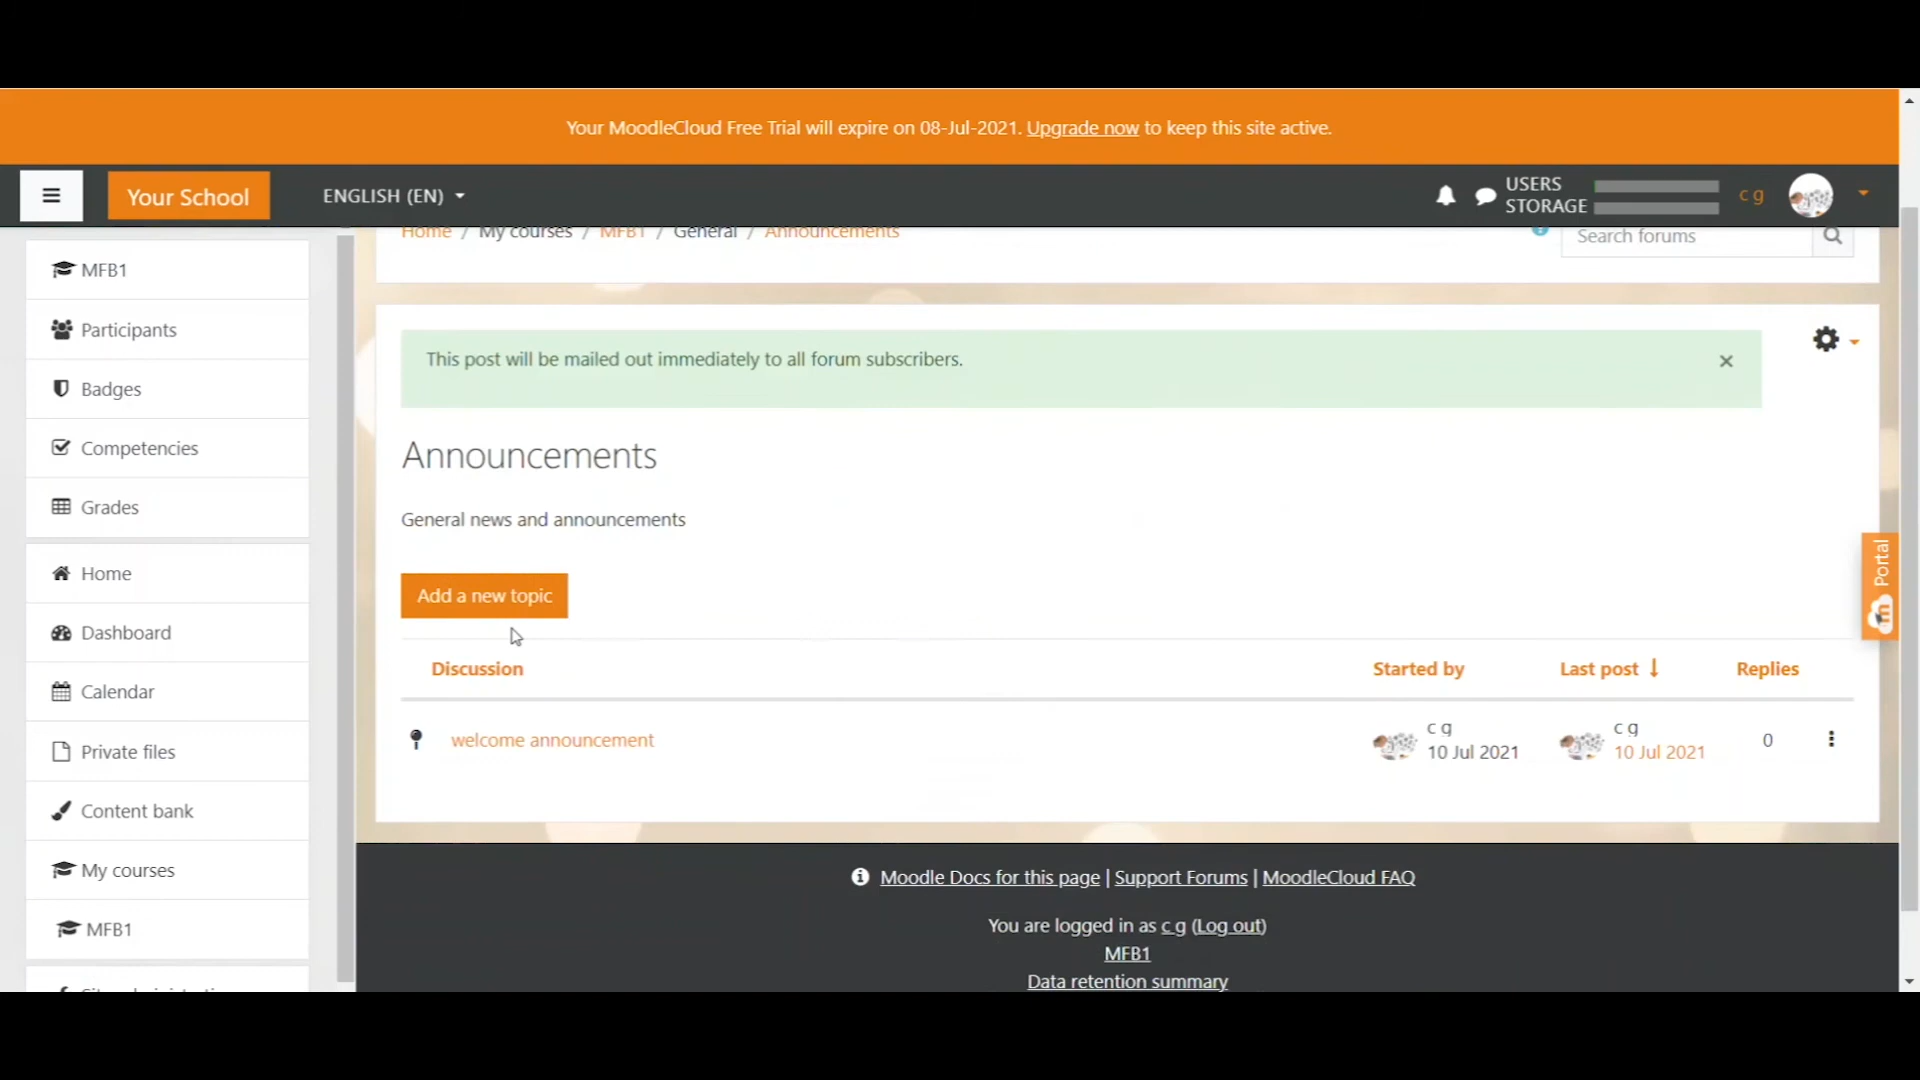 Your MoodleCloud Free Trial will expire on 08-Jul-2021. Upgrade now to keep this site active.
Your School
ENGLISH (EN)
USERS
STORAGE
c g
Home / My courses / MFB1 / General / Announcements
Search forums
MFB1
Participants
Badges
Competencies
Grades
Home
Dashboard
Calendar
Private files
Content bank
My courses
MFB1
This post will be mailed out immediately to all forum subscribers.
×
Announcements
General news and announcements
Add a new topic
Portal
Discussion Started by Last post ↓ Replies
welcome announcement
c g
10 Jul 2021
c g
10 Jul 2021
0
Moodle Docs for this page | Support Forums | MoodleCloud FAQ
You are logged in as c g (Log out)
MFB1
Data retention summary